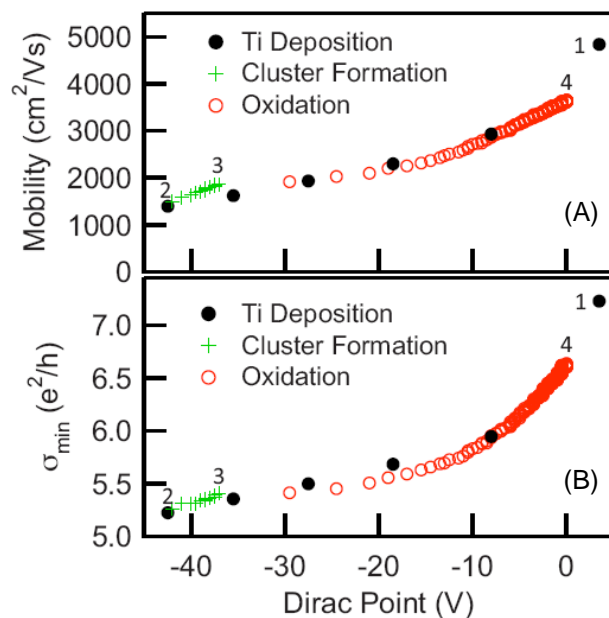 5000
4000
3000
2000
1000
0
Mobility (cm²/Vs)
Ti Deposition
Cluster Formation
Oxidation
1
2
3
4
(A)
7.0
6.5
6.0
5.5
5.0
σmin (e²/h)
Ti Deposition
Cluster Formation
Oxidation
1
2
3
4
(B)
-40 -30 -20 -10 0
Dirac Point (V)